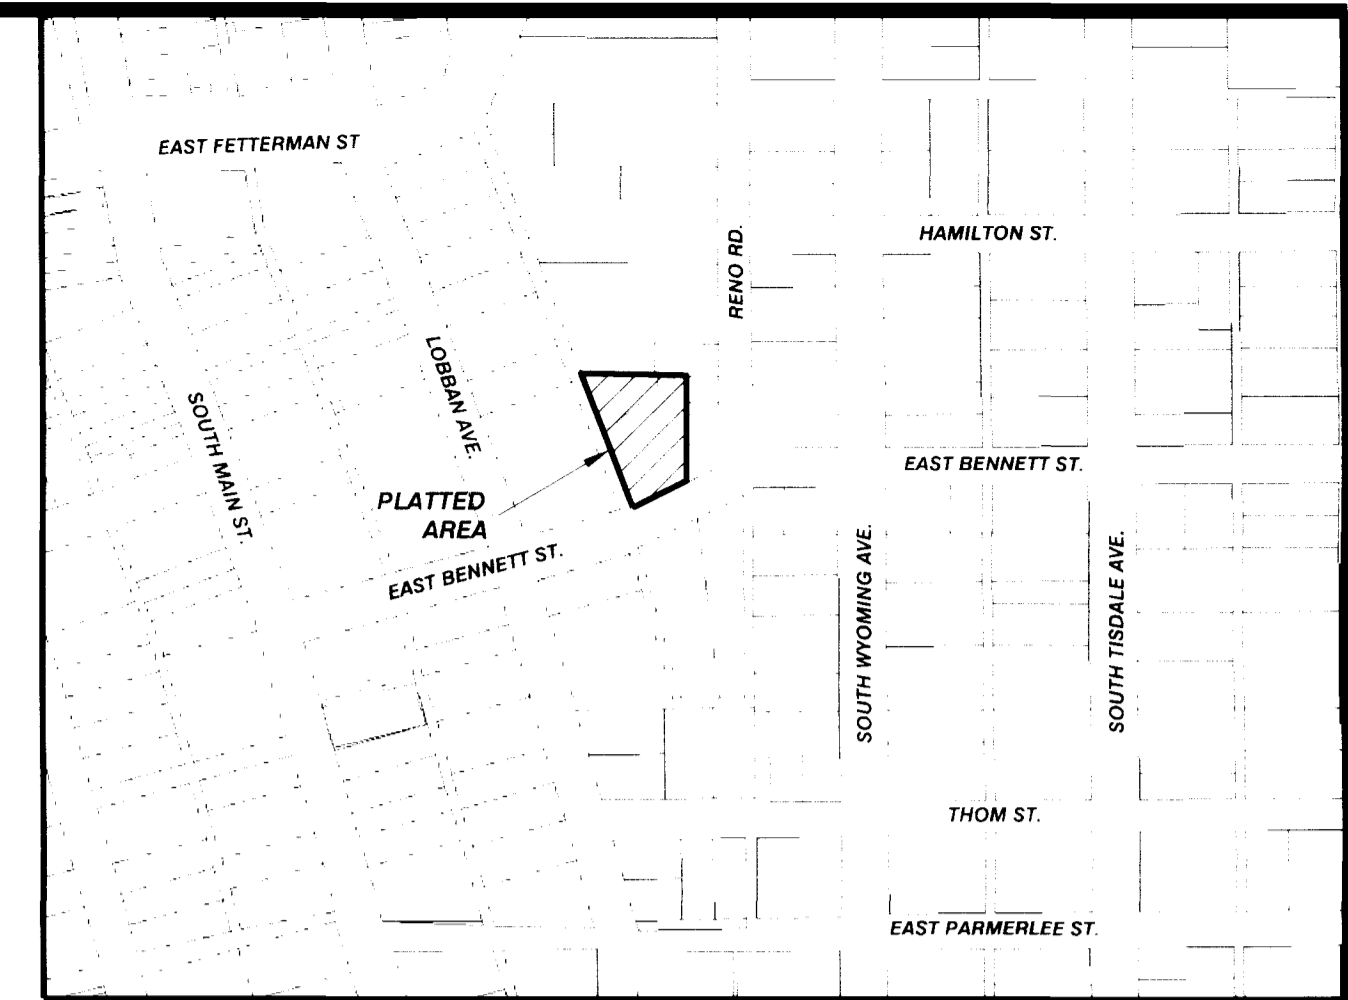 EAST FETTERMAN ST
HAMILTON ST.
RENO RD.
LOBBAN AVE.
SOUTH MAIN ST.
EAST BENNETT ST.
PLATTED
AREA
EAST BENNETT ST.
SOUTH WYOMING AVE.
SOUTH TISDALE AVE.
THOM ST.
EAST PARMERLEE ST.